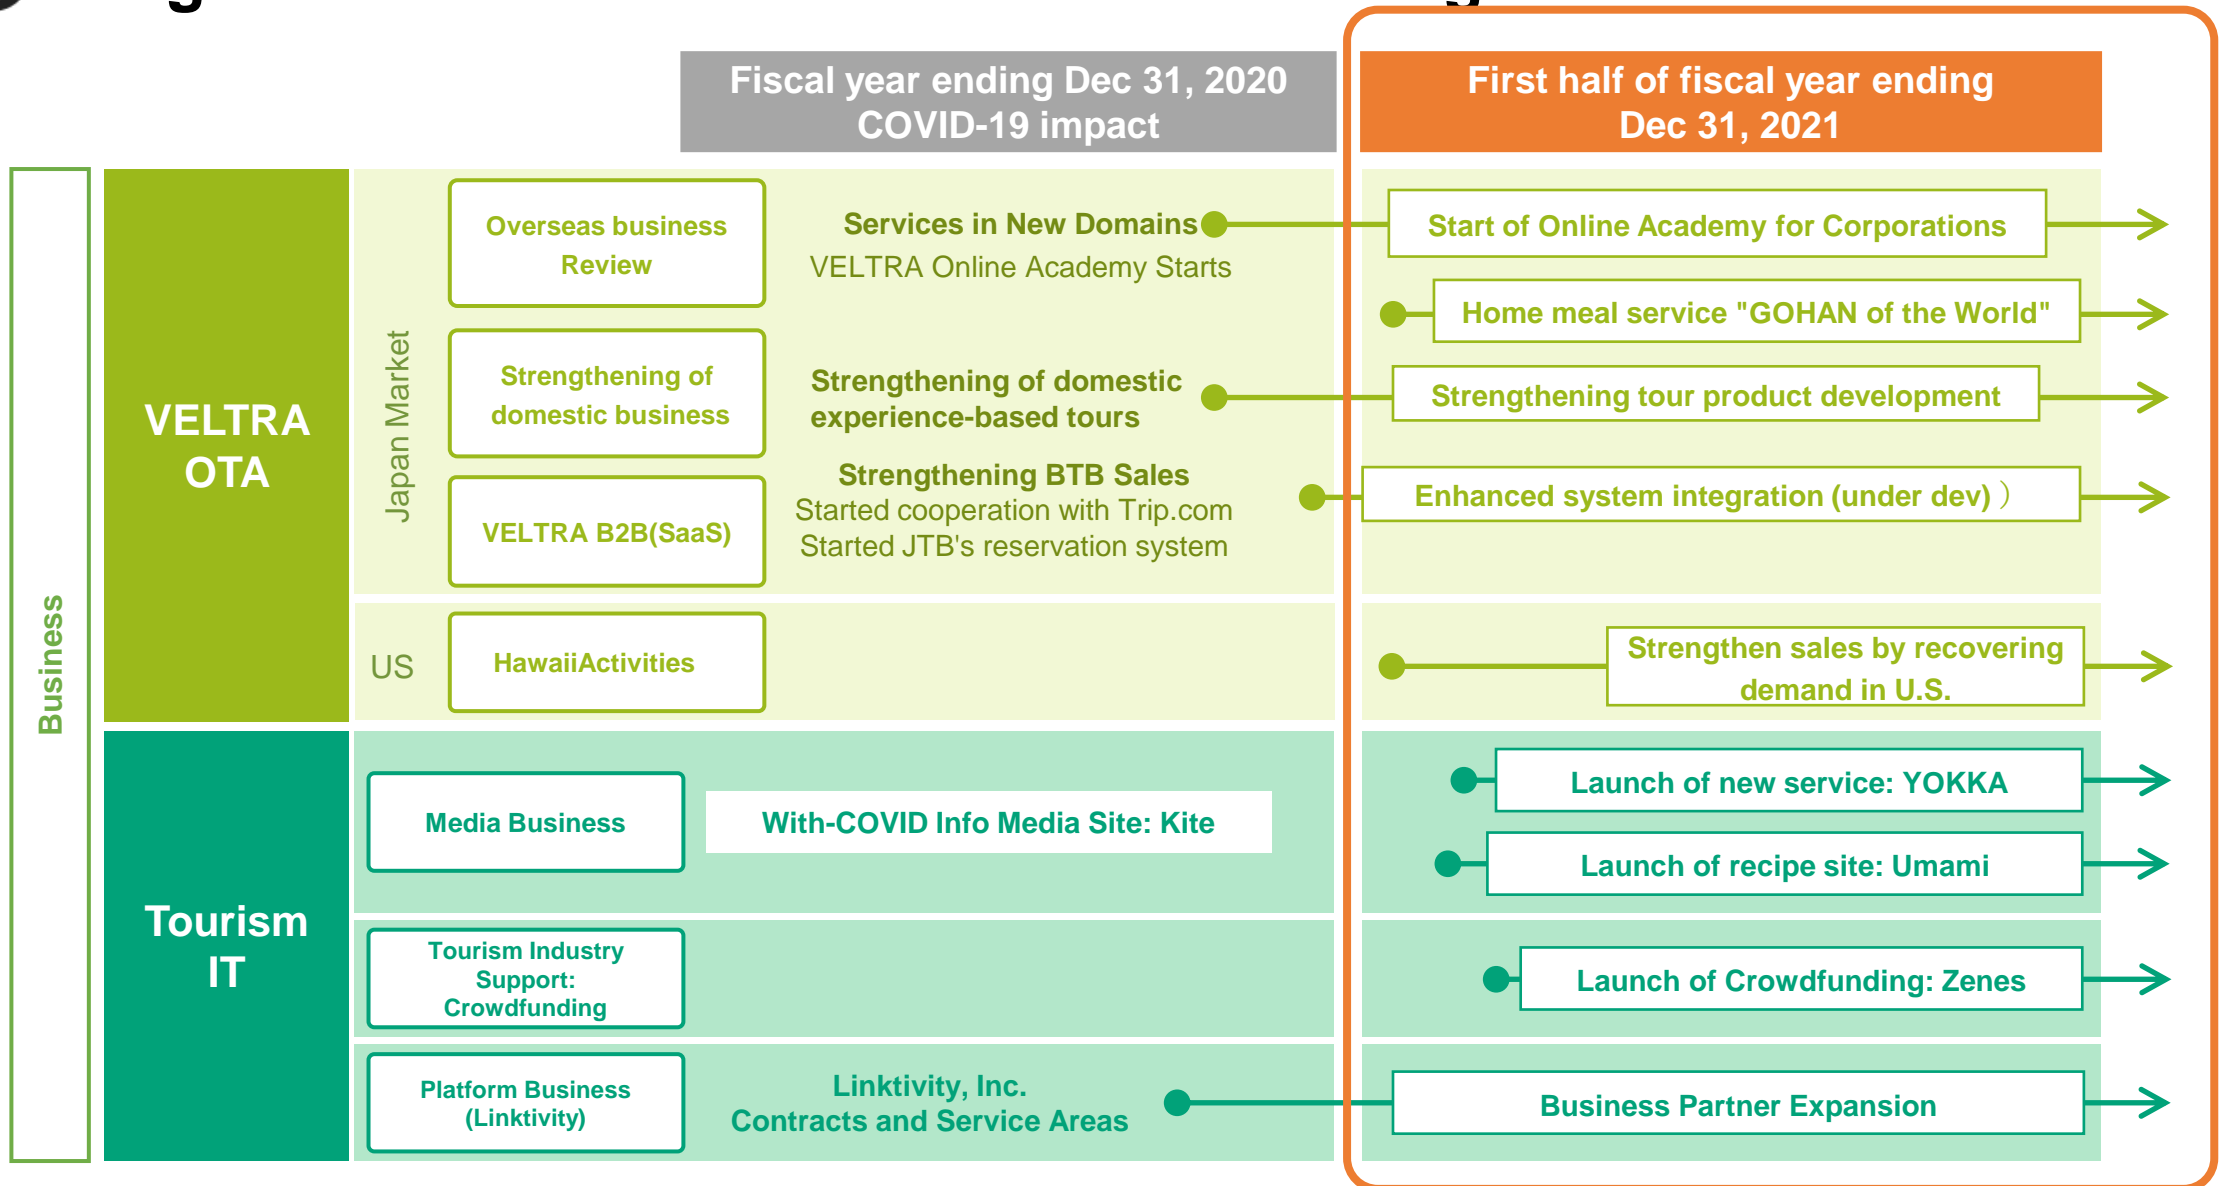 Fiscal year ending Dec 31, 2020
COVID-19 impact
First half of fiscal year ending
Dec 31, 2021
Business
VELTRA
OTA
Japan Market
Overseas business
Review
Services in New Domains
VELTRA Online Academy Starts
Start of Online Academy for Corporations
Home meal service "GOHAN of the World"
Strengthening of
domestic business
Strengthening of domestic
experience-based tours
Strengthening tour product development
VELTRA B2B(SaaS)
Strengthening BTB Sales
Started cooperation with Trip.com
Started JTB's reservation system
Enhanced system integration (under dev) ）
US
HawaiiActivities
Strengthen sales by recovering
demand in U.S.
Tourism
IT
Media Business
With-COVID Info Media Site: Kite
Launch of new service: YOKKA
Launch of recipe site: Umami
Tourism Industry
Support:
Crowdfunding
Launch of Crowdfunding: Zenes
Platform Business
(Linktivity)
Linktivity, Inc.
Contracts and Service Areas
Business Partner Expansion